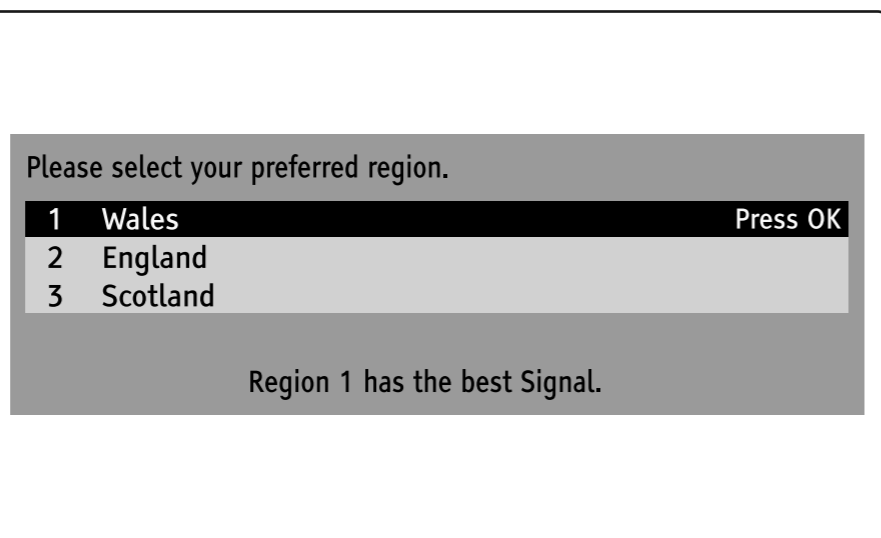 Please select your preferred region.
1 Wales Press OK
2 England
3 Scotland
Region 1 has the best Signal.